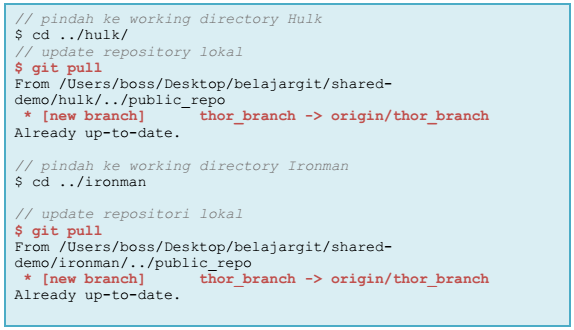 // pindah ke working directory Hulk
$ cd ../hulk/
// update repository lokal
$ git pull
From /Users/boss/Desktop/belajargit/shared-
demo/hulk/../public_repo
* [new branch]      thor_branch -> origin/thor_branch
Already up-to-date.
// pindah ke working directory Ironman
$ cd ../ironman
// update repositori lokal
$ git pull
From /Users/boss/Desktop/belajargit/shared-
demo/ironman/../public_repo
* [new branch]      thor_branch -> origin/thor_branch
Already up-to-date.